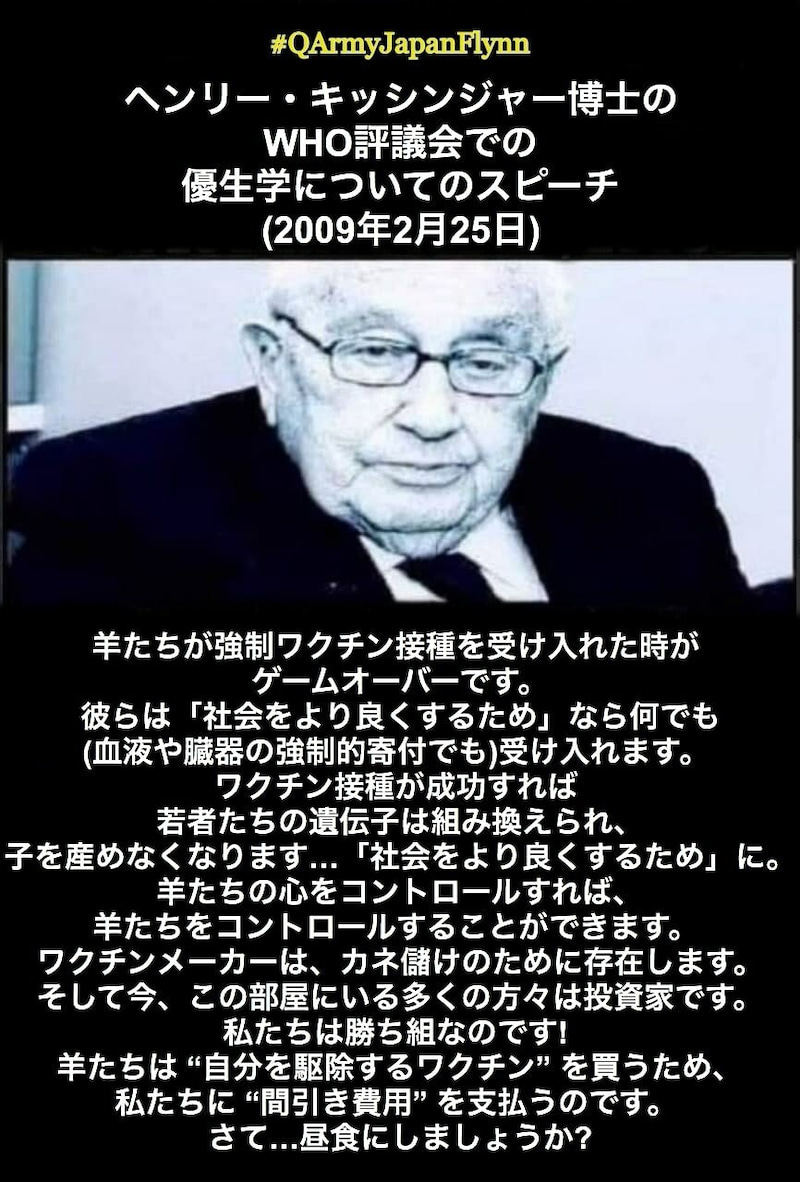 #QArmyJapanFlynn
ヘンリー・キッシンジャー博士の
WHO評議会での
優生学についてのスピーチ
(2009年2月25日)
羊たちが強制ワクチン接種を受け入れた時が
ゲームオーバーです。
彼らは「社会をより良くするため」なら何でも
(血液や臓器の強制的寄付でも)受け入れます。
ワクチン接種が成功すれば
若者たちの遺伝子は組み換えられ、
子を産めなくなります…「社会をより良くするため」に。
羊たちの心をコントロールすれば、
羊たちをコントロールすることができます。
ワクチンメーカーは、カネ儲けのために存在します。
そして今、この部屋にいる多くの方々は投資家です。
私たちは勝ち組なのです!
羊たちは “自分を駆除するワクチン” を買うため、
私たちに “間引き費用” を支払うのです。
さて…昼食にしましょうか?